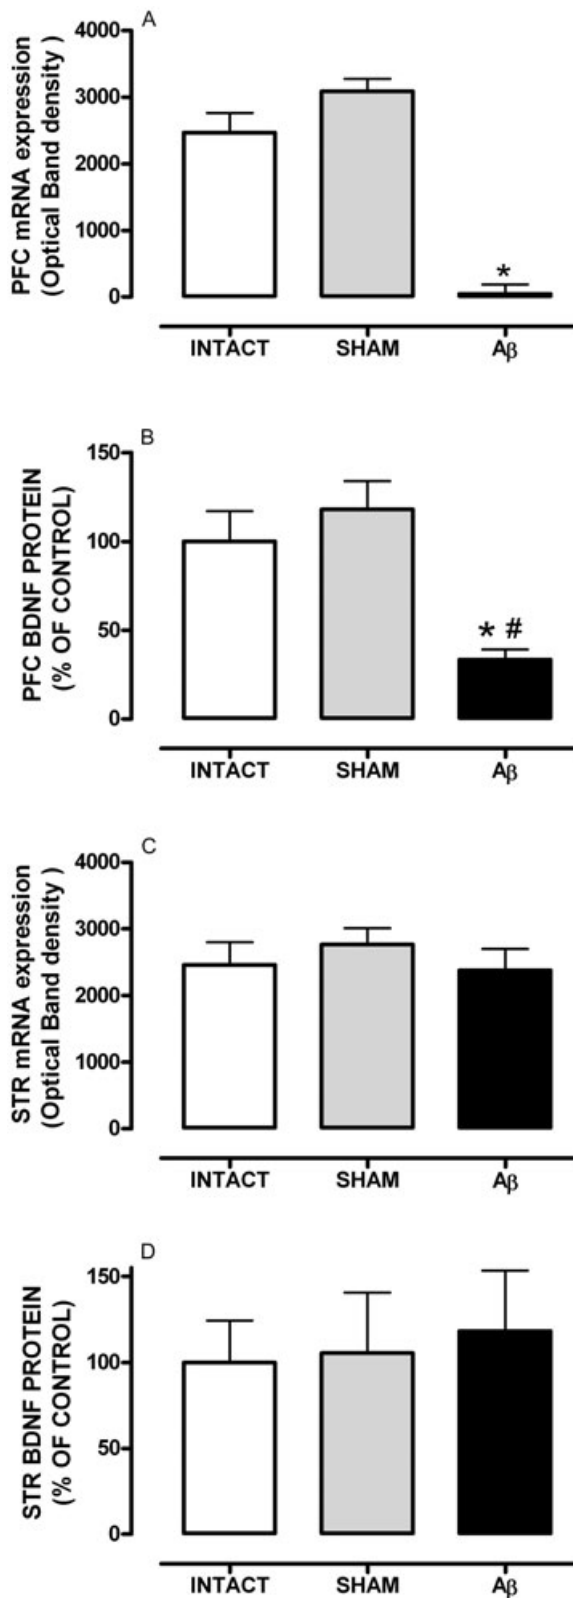 A
PFC mRNA expression
(Optical Band density )
4000
3000
2000
1000
0
*
INTACT SHAM Aβ
B
PFC BDNF PROTEIN
(% OF CONTROL)
150
100
50
0
* #
INTACT SHAM Aβ
C
STR mRNA expression
(Optical Band density )
4000
3000
2000
1000
0
INTACT SHAM Aβ
D
STR BDNF PROTEIN
(% OF CONTROL)
150
100
50
0
INTACT SHAM Aβ